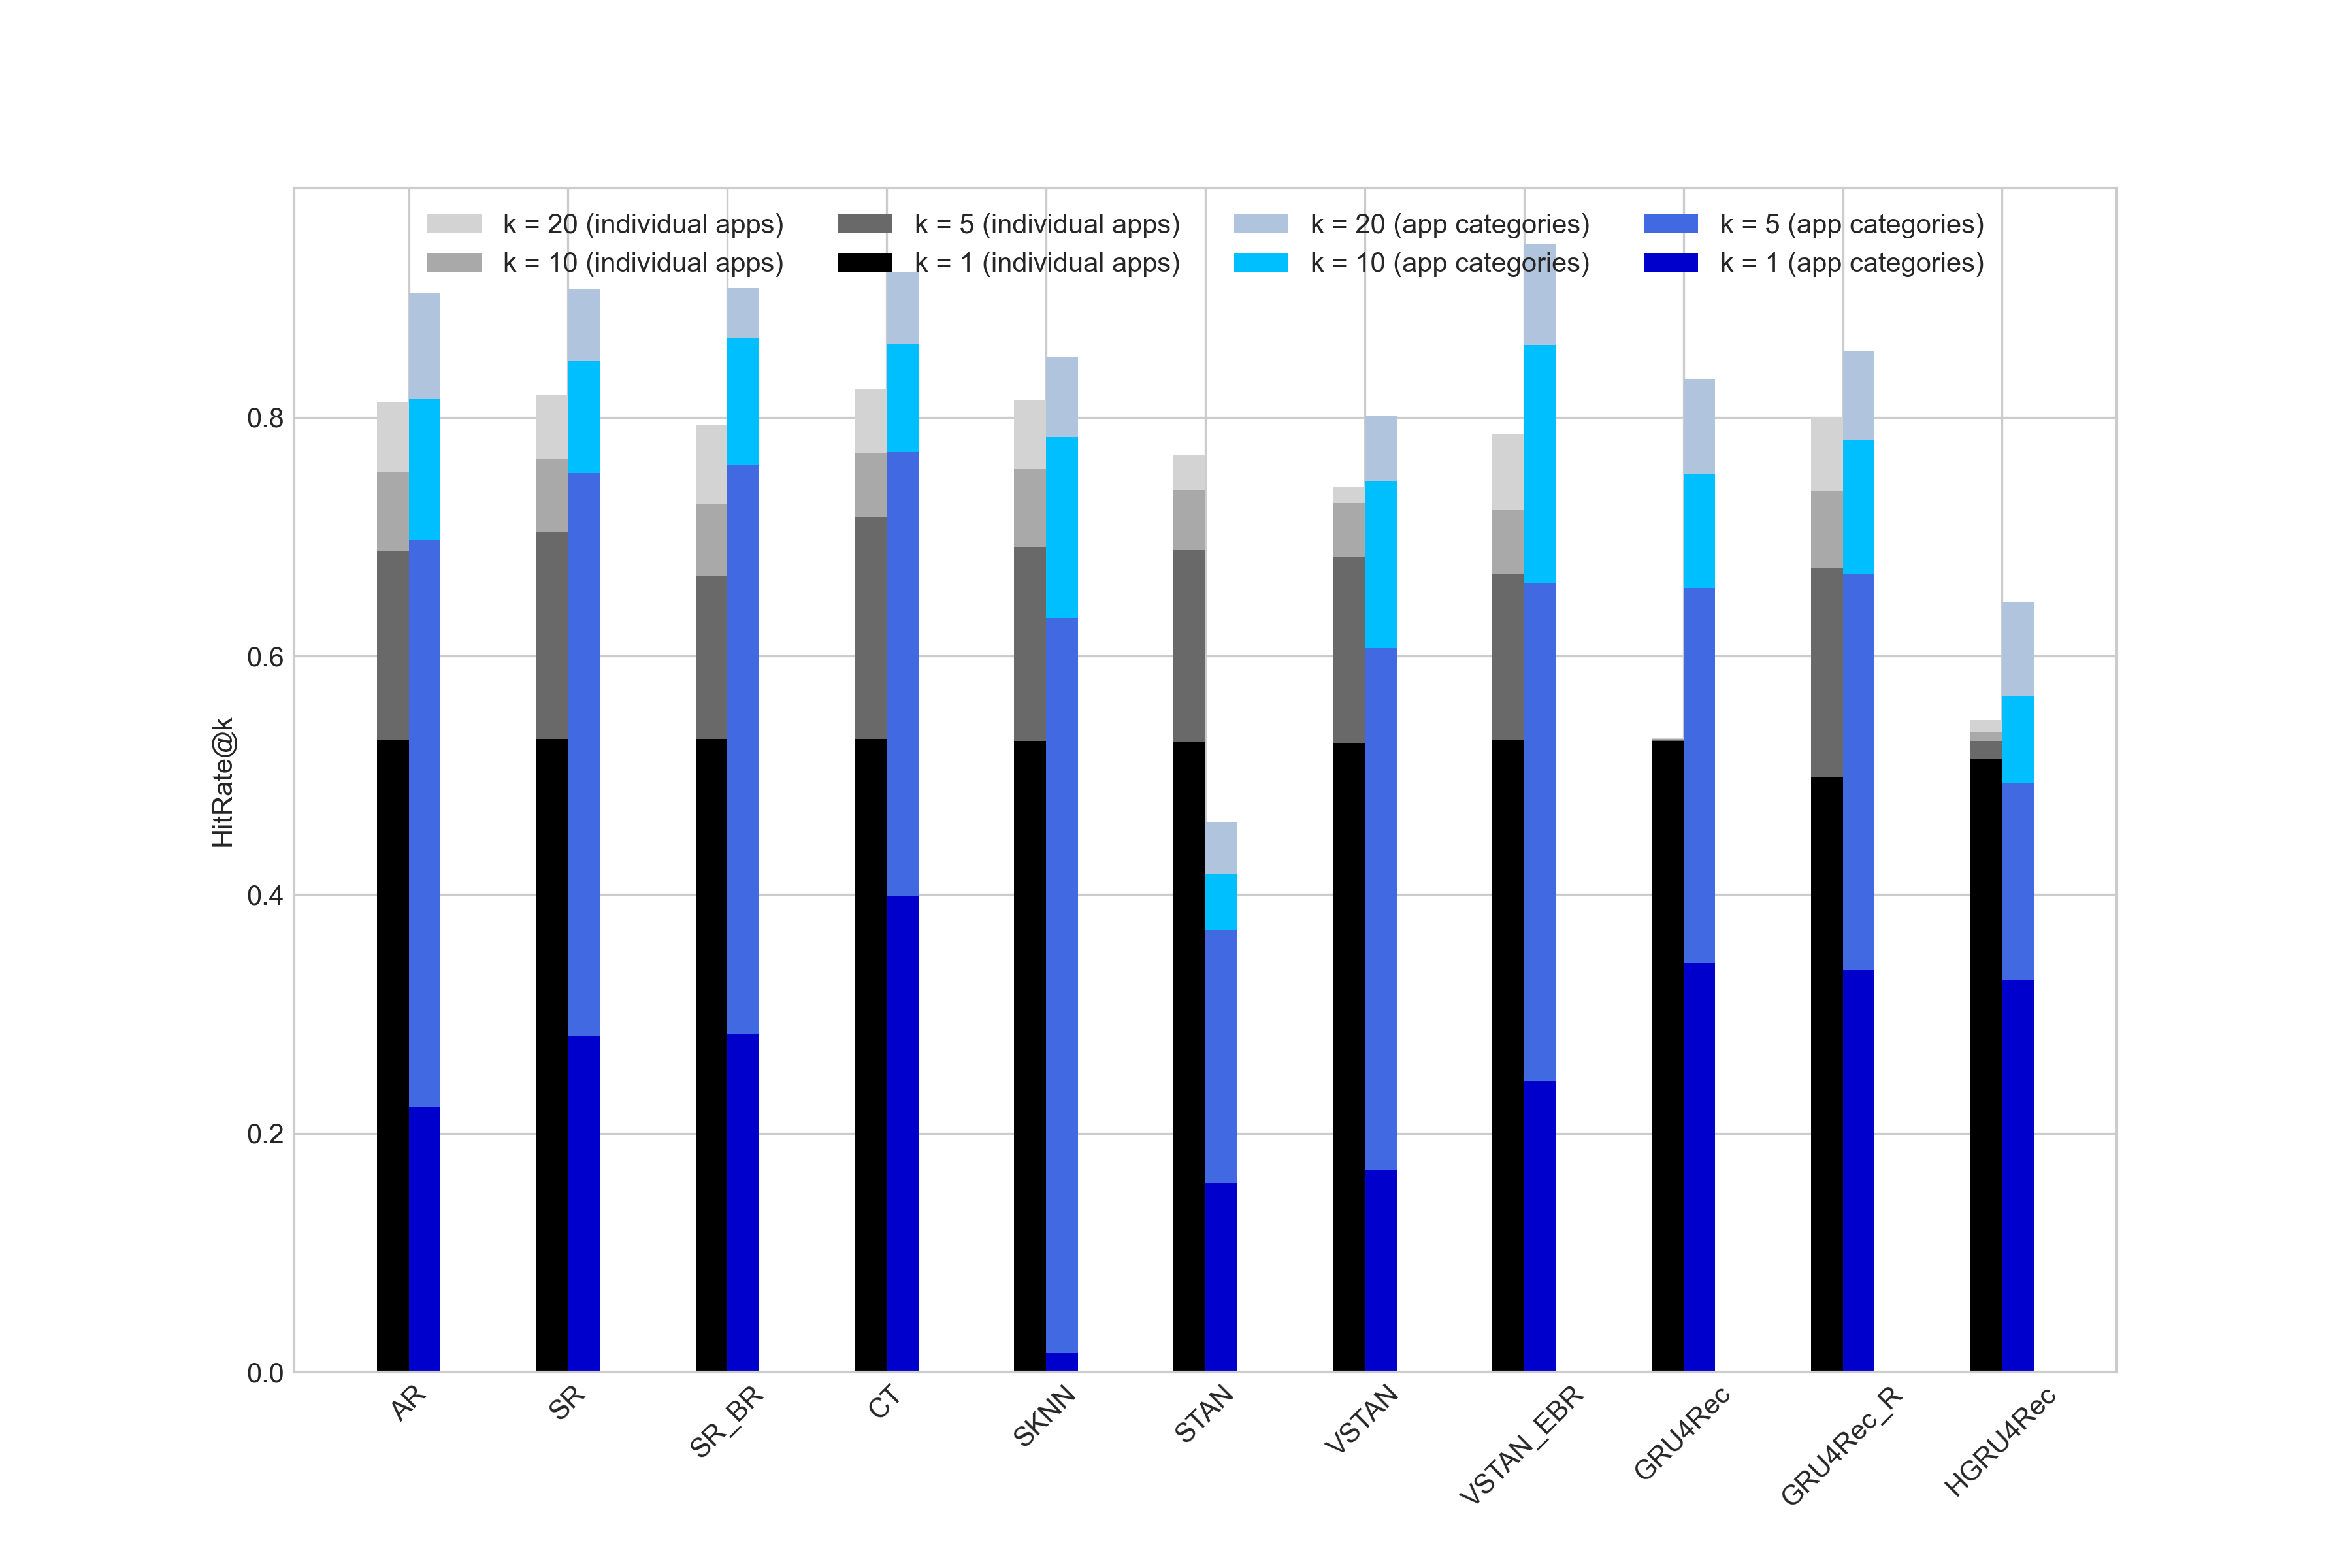 k = 20 (individual apps) k = 5 (individual apps) k = 20 (app categories) k = 5 (app categories)
k = 10 (individual apps) k = 1 (individual apps) k = 10 (app categories) k = 1 (app categories)
0.8
0.6
0.4
0.2
0.0
HitRate@k
AR SR SR_BR CT SKNN STAN VSTAN VSTAN_EBR GRU4Rec GRU4Rec_R HGRU4Rec